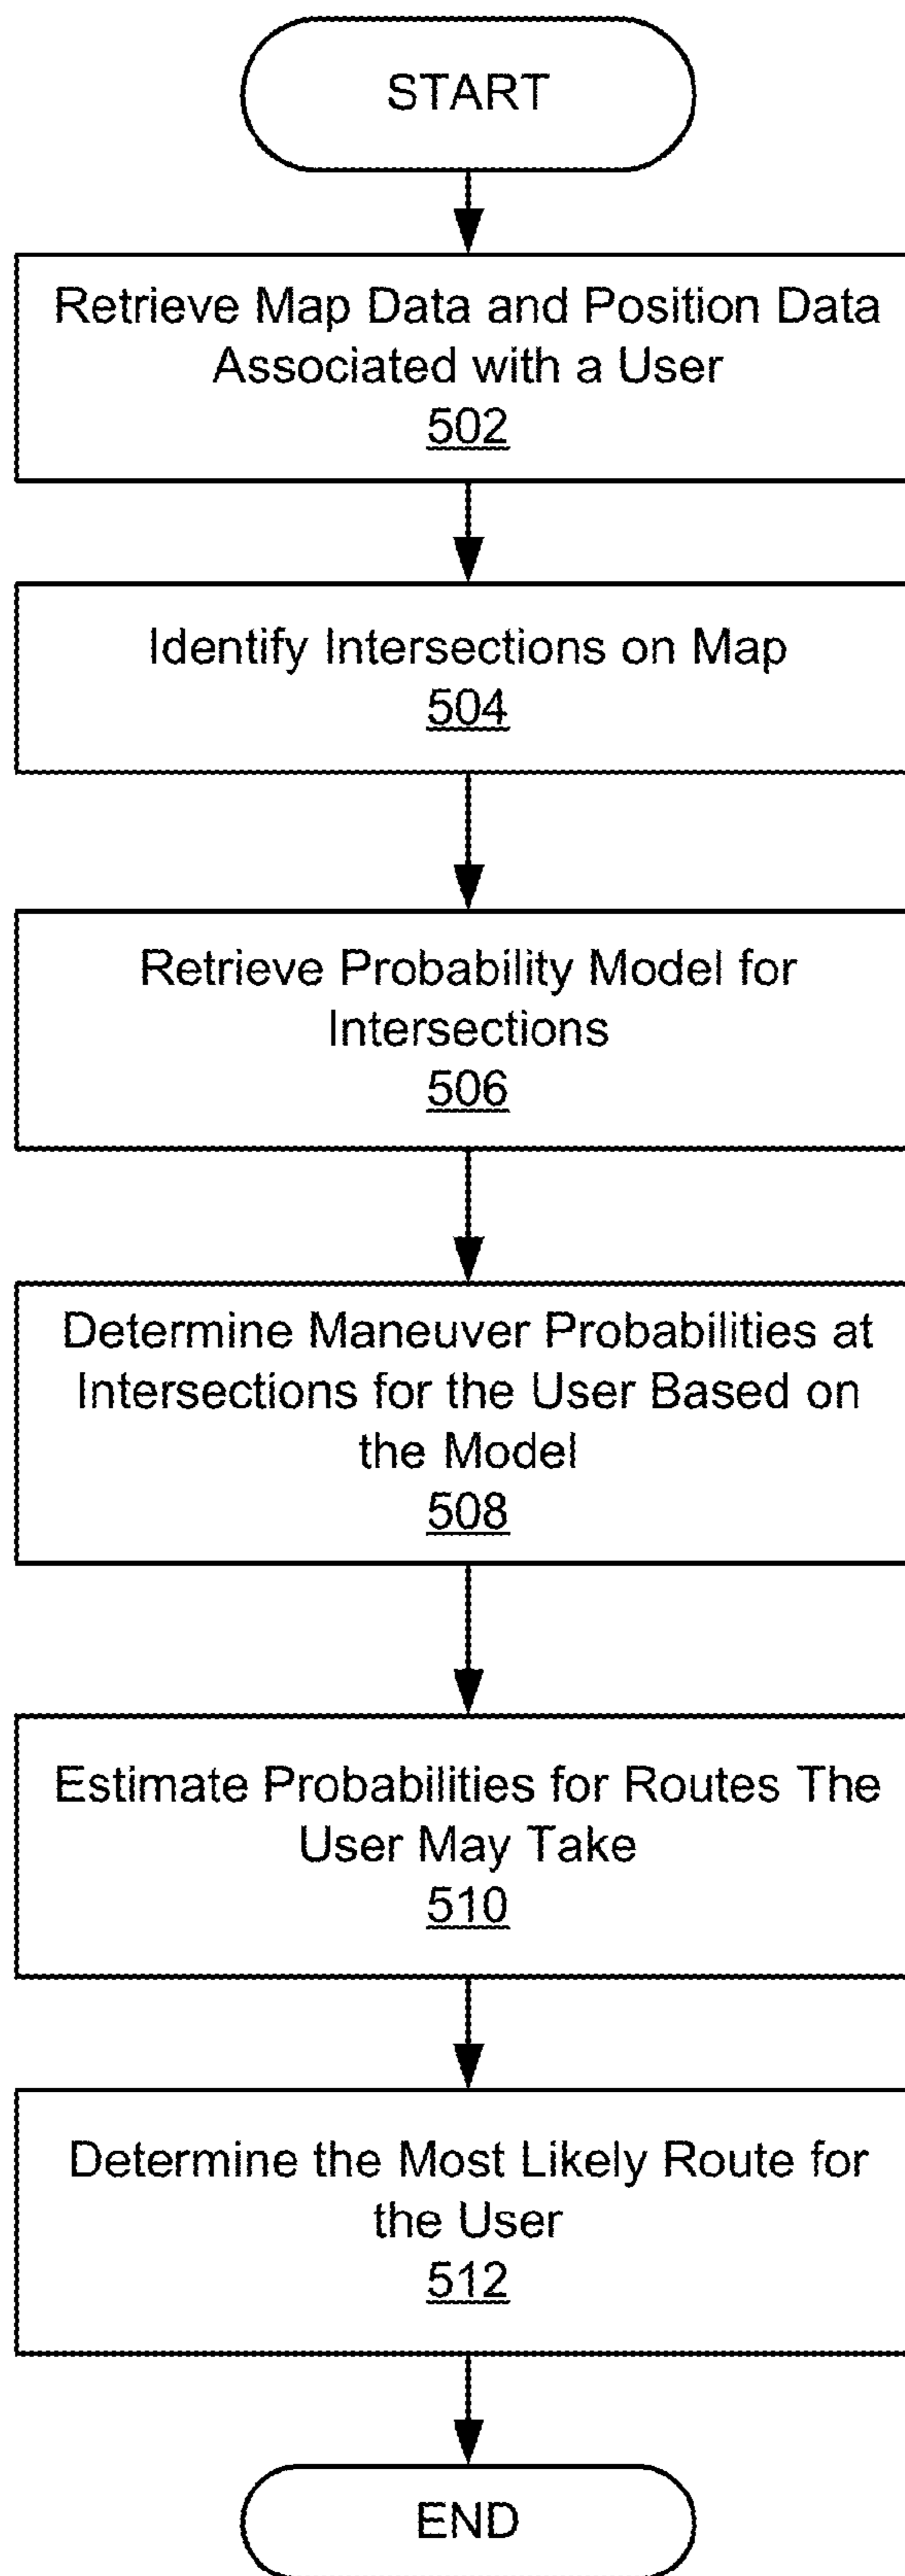 START
Retrieve Map Data and Position Data
Associated with a User
502
Identify Intersections on Map
504
Retrieve Probability Model for
Intersections
506
Determine Maneuver Probabilities at
Intersections for the User Based on
the Model
508
Estimate Probabilities for Routes The
User May Take
510
Determine the Most Likely Route for
the User
512
END